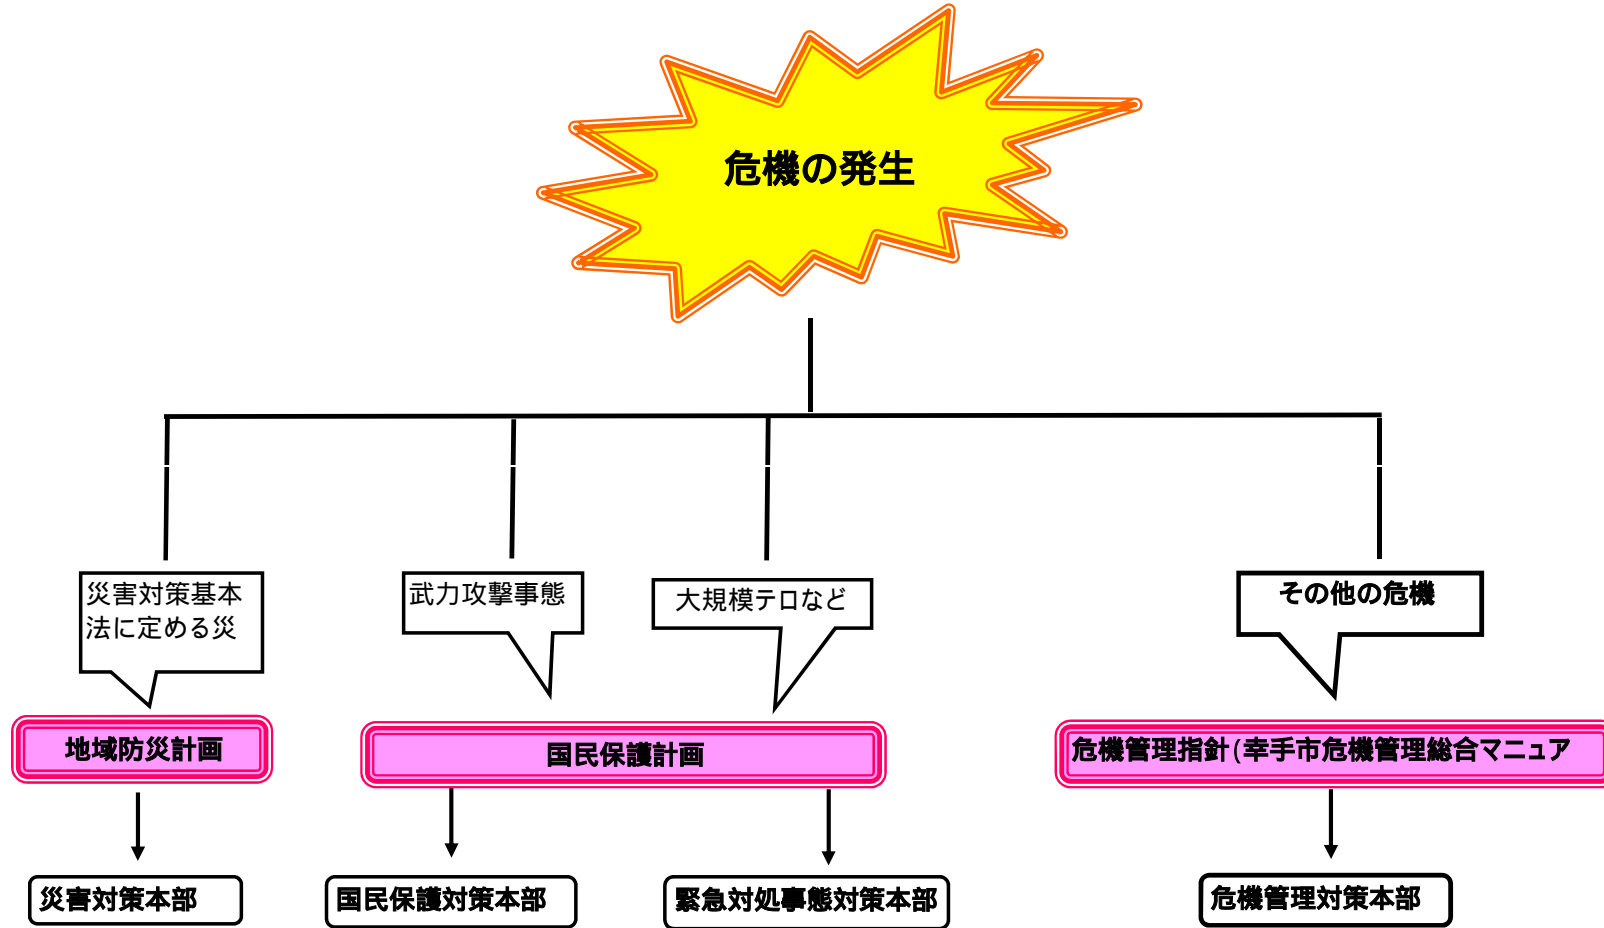 危機の発生
災害対策基本
法に定める災
武力攻撃事態
大規模テロなど
その他の危機
地域防災計画
国民保護計画
危機管理指針(幸手市危機管理総合マニュア
災害対策本部
国民保護対策本部
緊急対処事態対策本部
危機管理対策本部